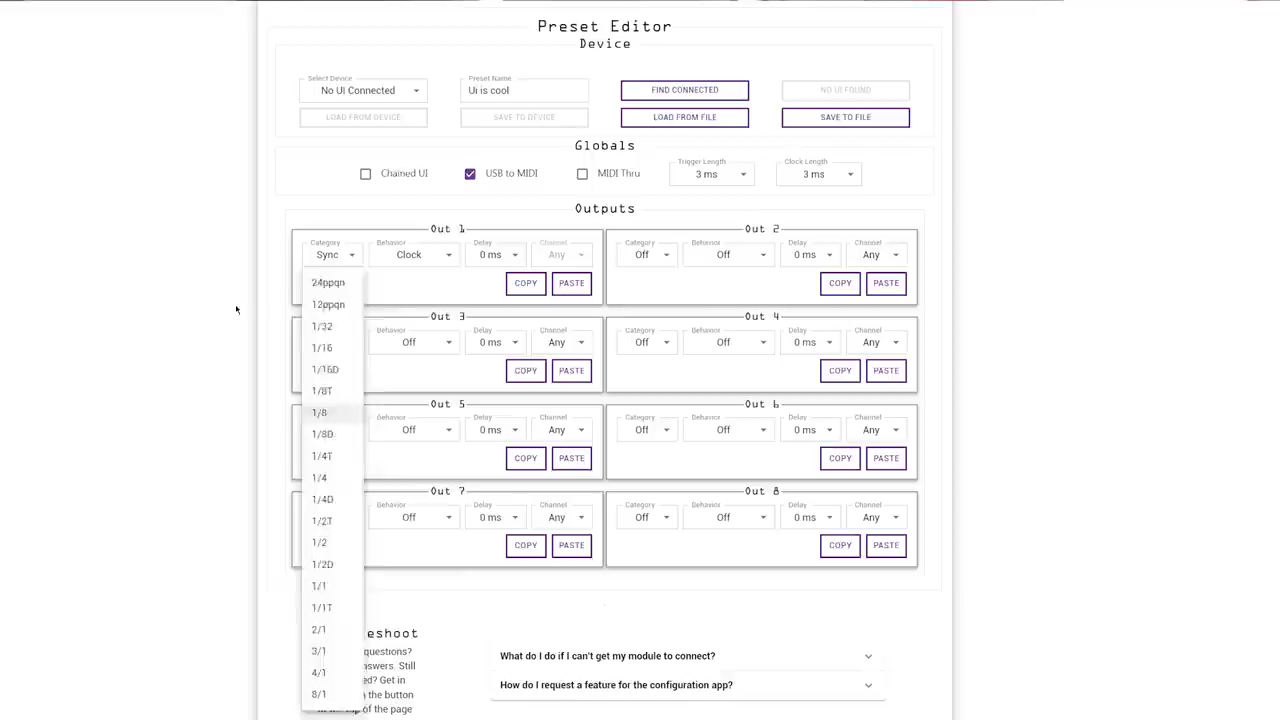 Preset Editor
Device
Select Device
No UI Connected
Preset Name
Ui is cool
FIND CONNECTED
NO UI FOUND
LOAD FROM DEVICE
SAVE TO DEVICE
LOAD FROM FILE
SAVE TO FILE
Globals
Chained UI
USB to MIDI
MIDI Thru
Trigger Length
3 ms
Clock Length
3 ms
Outputs
Out 1
Category
Sync
Behavior
Clock
Delay
0 ms
Channel
Any
COPY
PASTE
Out 2
Category
Off
Behavior
Off
Delay
0 ms
Channel
Any
COPY
PASTE
24ppqn
12ppqn
1/32
1/16
1/16D
1/8T
1/8
1/8D
1/4T
1/4
1/4D
1/2T
1/2
1/2D
1/1
1/1T
2/1
3/1
4/1
8/1
Out 3
Behavior
Off
Delay
0 ms
Channel
Any
COPY
PASTE
Out 4
Category
Off
Behavior
Off
Delay
0 ms
Channel
Any
COPY
PASTE
Out 5
Behavior
Off
Delay
0 ms
Channel
Any
COPY
PASTE
Out 6
Category
Off
Behavior
Off
Delay
0 ms
Channel
Any
COPY
PASTE
Out 7
Behavior
Off
Delay
0 ms
Channel
Any
COPY
PASTE
Out 8
Category
Off
Behavior
Off
Delay
0 ms
Channel
Any
COPY
PASTE
eshoot
questions?
swers. Still
ed? Get in
the button
of the page
What do I do if I can't get my module to connect?
How do I request a feature for the configuration app?